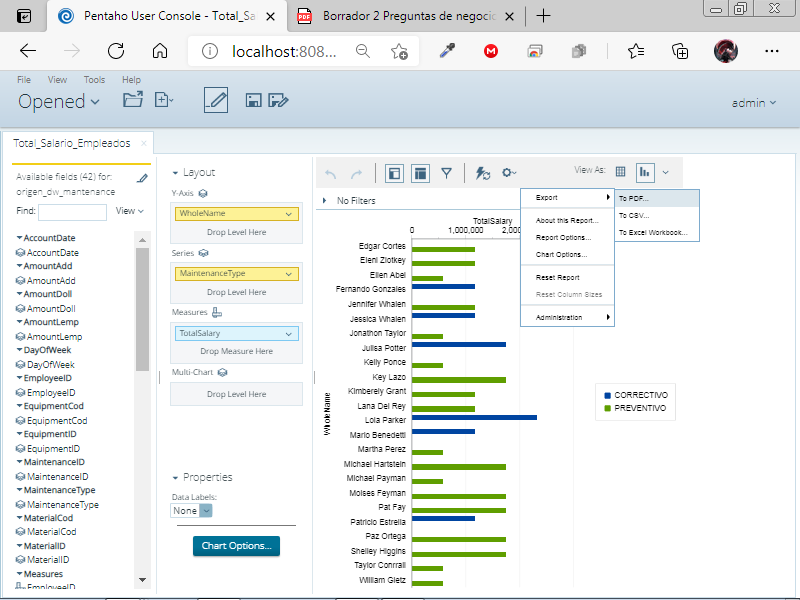 Pentaho User Console - Total_Sa
Borrador 2 Preguntas de negocio
localhost:808...
File View Tools Help
Opened
admin
Total_Salario_Empleados
Available fields (42) for:
origen_dw_mantenance
Find:
View
AccountDate
AccountDate
AmountAdd
AmountAdd
AmountDoll
AmountDoll
AmountLemp
AmountLemp
DayOfWeek
DayOfWeek
EmployeeID
EmployeeID
EquipmentCod
EquipmentCod
EquipmentID
EquipmentID
MaintenanceID
MaintenanceID
MaintenanceType
MaintenanceType
MaterialCod
MaterialCod
MaterialID
MaterialID
Measures
EmployeeID
Layout
Y-Axis
WholeName
Drop Level Here
Series
MaintenanceType
Drop Level Here
Measures
TotalSalary
Drop Measure Here
Multi-Chart
Drop Level Here
Properties
Data Labels:
None
Chart Options...
View As:
No Filters
Export
About this Report...
Report Options...
Chart Options...
Reset Report
Reset Column Sizes
Administration
To PDF...
To CSV...
To Excel Workbook...
TotalSalary
0 1,000,000 2,000
WholeName
Edgar Cortes
Eleni Zlotkey
Ellen Abel
Fernando Gonzales
Jennifer Whalen
Jessica Whalen
Jonathon Taylor
Julisa Potter
Kelly Ponce
Key Lazo
Kimberely Grant
Lana Del Rey
Lola Parker
Mario Benedetti
Martha Perez
Michael Hartstein
Michael Payman
Moises Feyman
Pat Fay
Patricio Estrella
Paz Ortega
Shelley Higgins
Taylor Conrrail
William Gietz
CORRECTIVO
PREVENTIVO